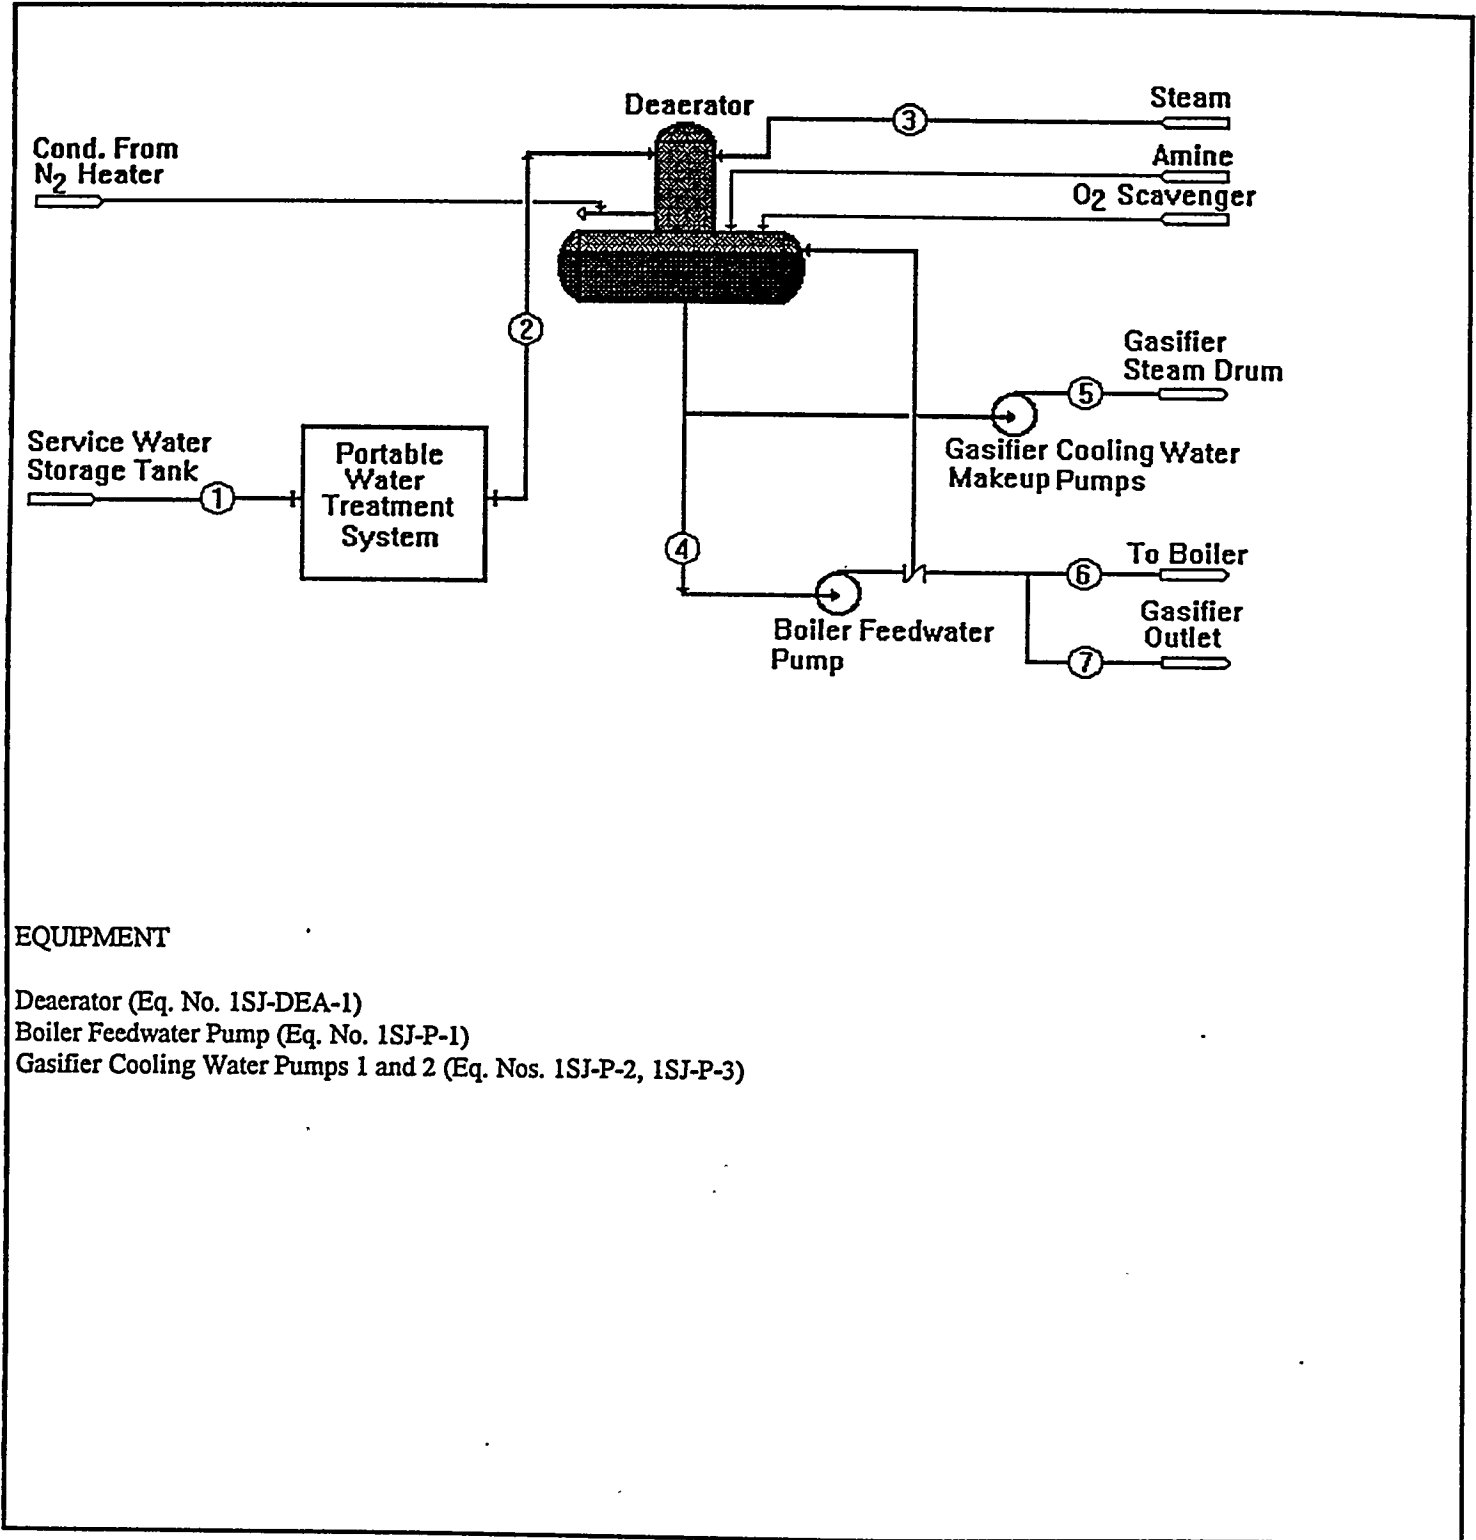 Deaerator
Steam
3
Cond. From
N2 Heater
Amine
O2 Scavenger
2
Gasifier
Steam Drum
5
Service Water
Storage Tank
1
Portable
Water
Treatment
System
Gasifier Cooling Water
Makeup Pumps
4
To Boiler
6
Gasifier
Outlet
7
Boiler Feedwater
Pump
EQUIPMENT
Deaerator (Eq. No. 1SJ-DEA-1)
Boiler Feedwater Pump (Eq. No. 1SJ-P-1)
Gasifier Cooling Water Pumps 1 and 2 (Eq. Nos. 1SJ-P-2, 1SJ-P-3)